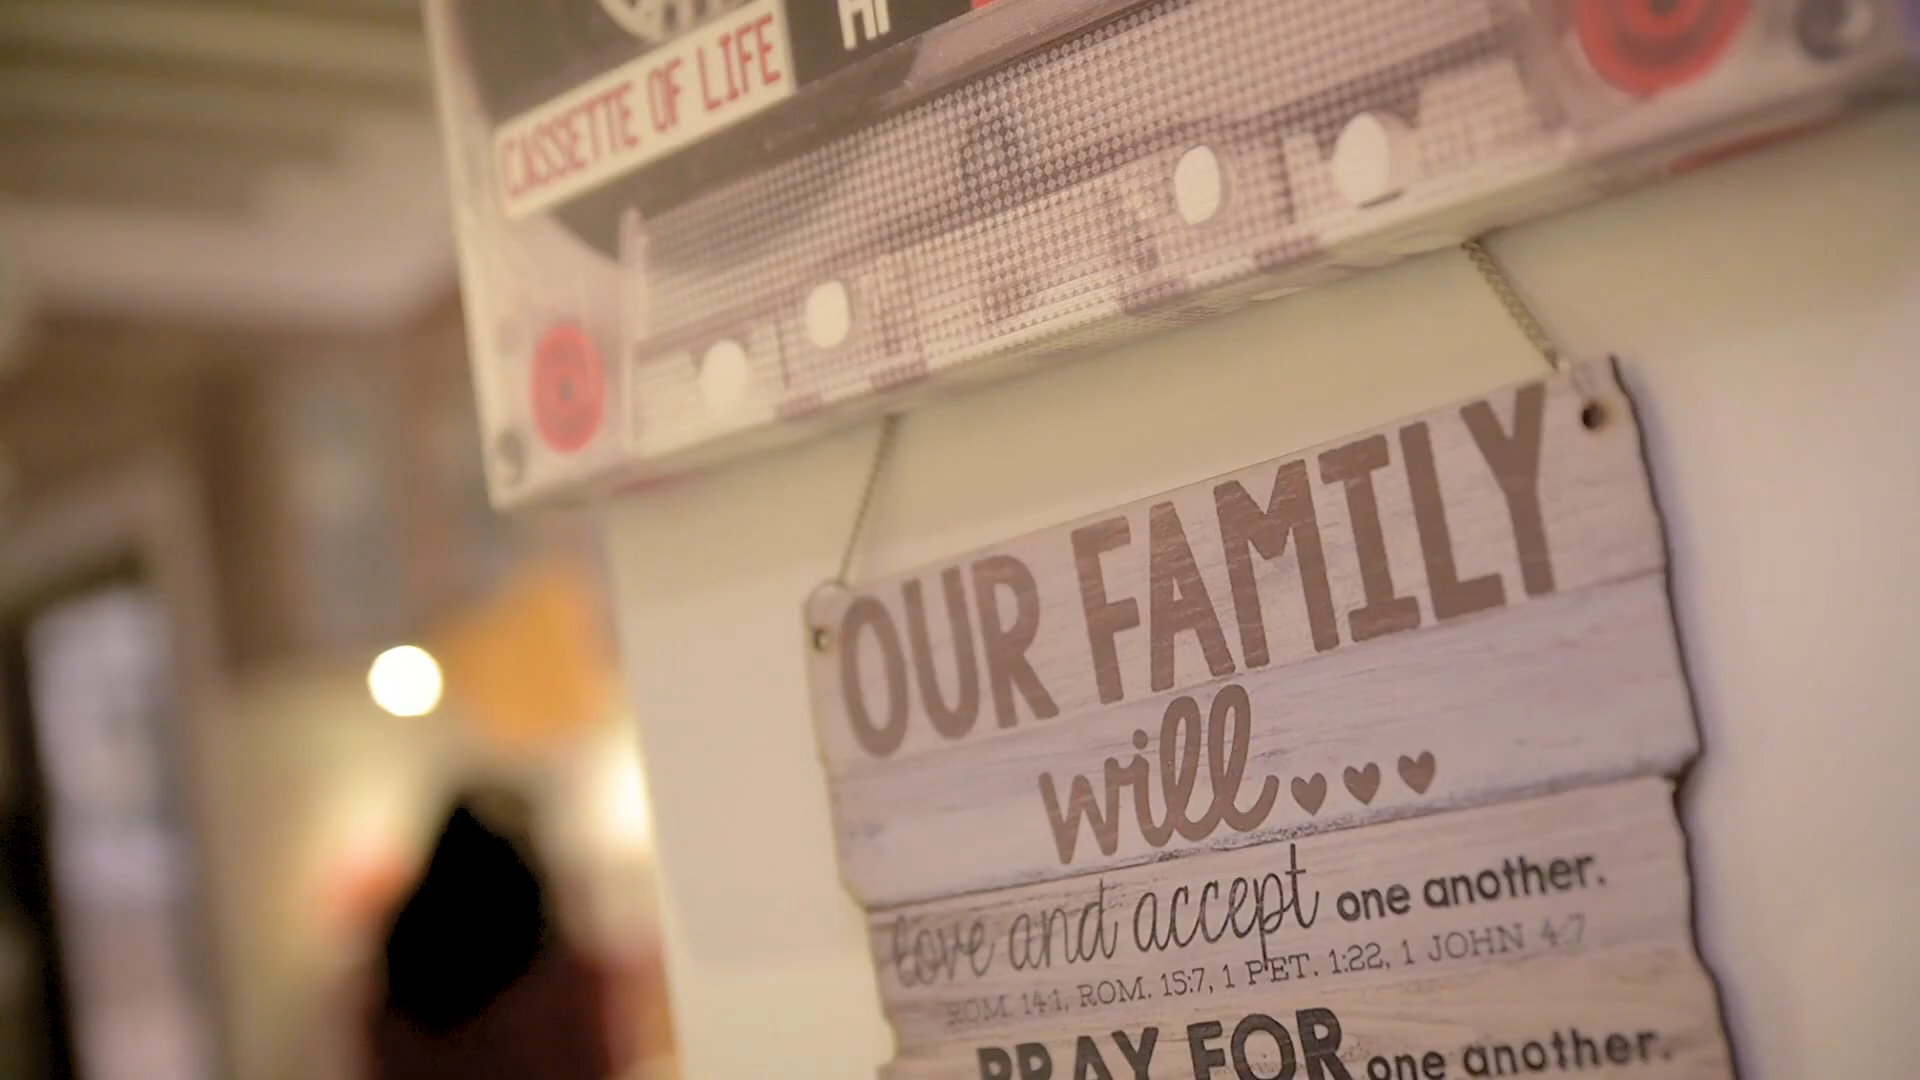 HF
CASSETTE OF LIFE
OUR FAMILY
will...
love and accept one another.
ROM. 14:1, ROM. 15:7, 1 PET. 1:22, 1 JOHN 4:7
PRAY FOR one another.